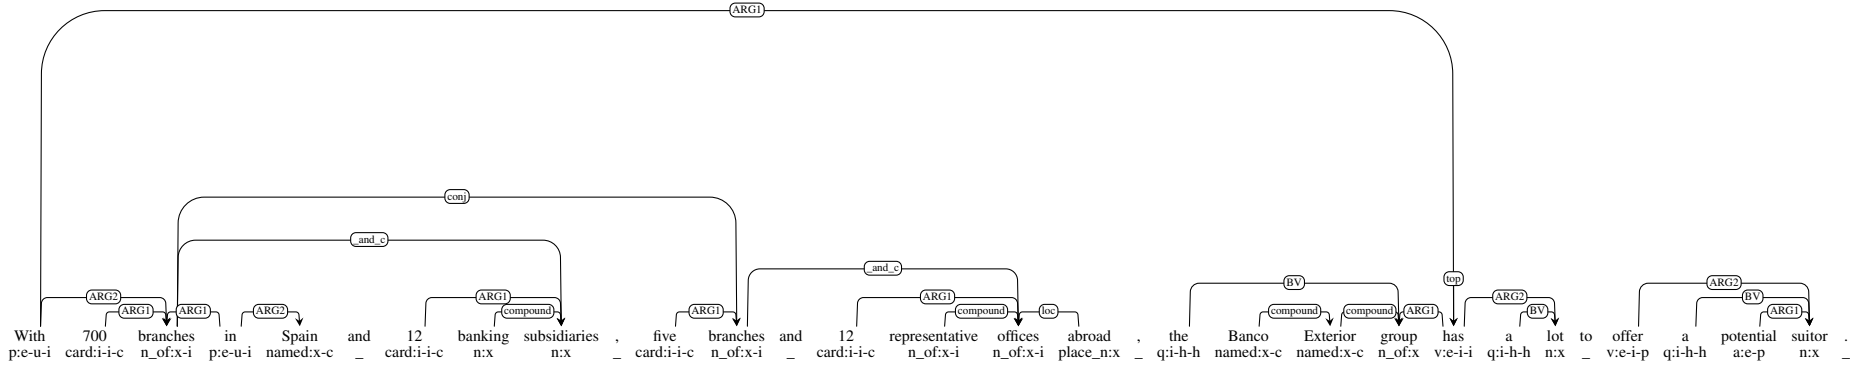 ARG1
conj
_and_c
_and_c
top
BV
ARG2
ARG2
ARG1
ARG1
ARG2
ARG1
compound
ARG1
ARG1
compound
loc
compound
compound
ARG1
ARG2
BV
BV
ARG1
With 700 branches in Spain and 12 banking subsidiaries , five branches and 12 representative offices abroad , the Banco Exterior group has a lot to offer a potential suitor .
p:e-u-i card:i-i-c n_of:x-i p:e-u-i named:x-c _ card:i-i-c n:x n:x _ card:i-i-c n_of:x-i _ card:i-i-c n_of:x-i n_of:x-i place_n:x _ q:i-h-h named:x-c named:x-c n_of:x v:e-i-i q:i-h-h n:x _ v:e-i-p q:i-h-h a:e-p n:x _